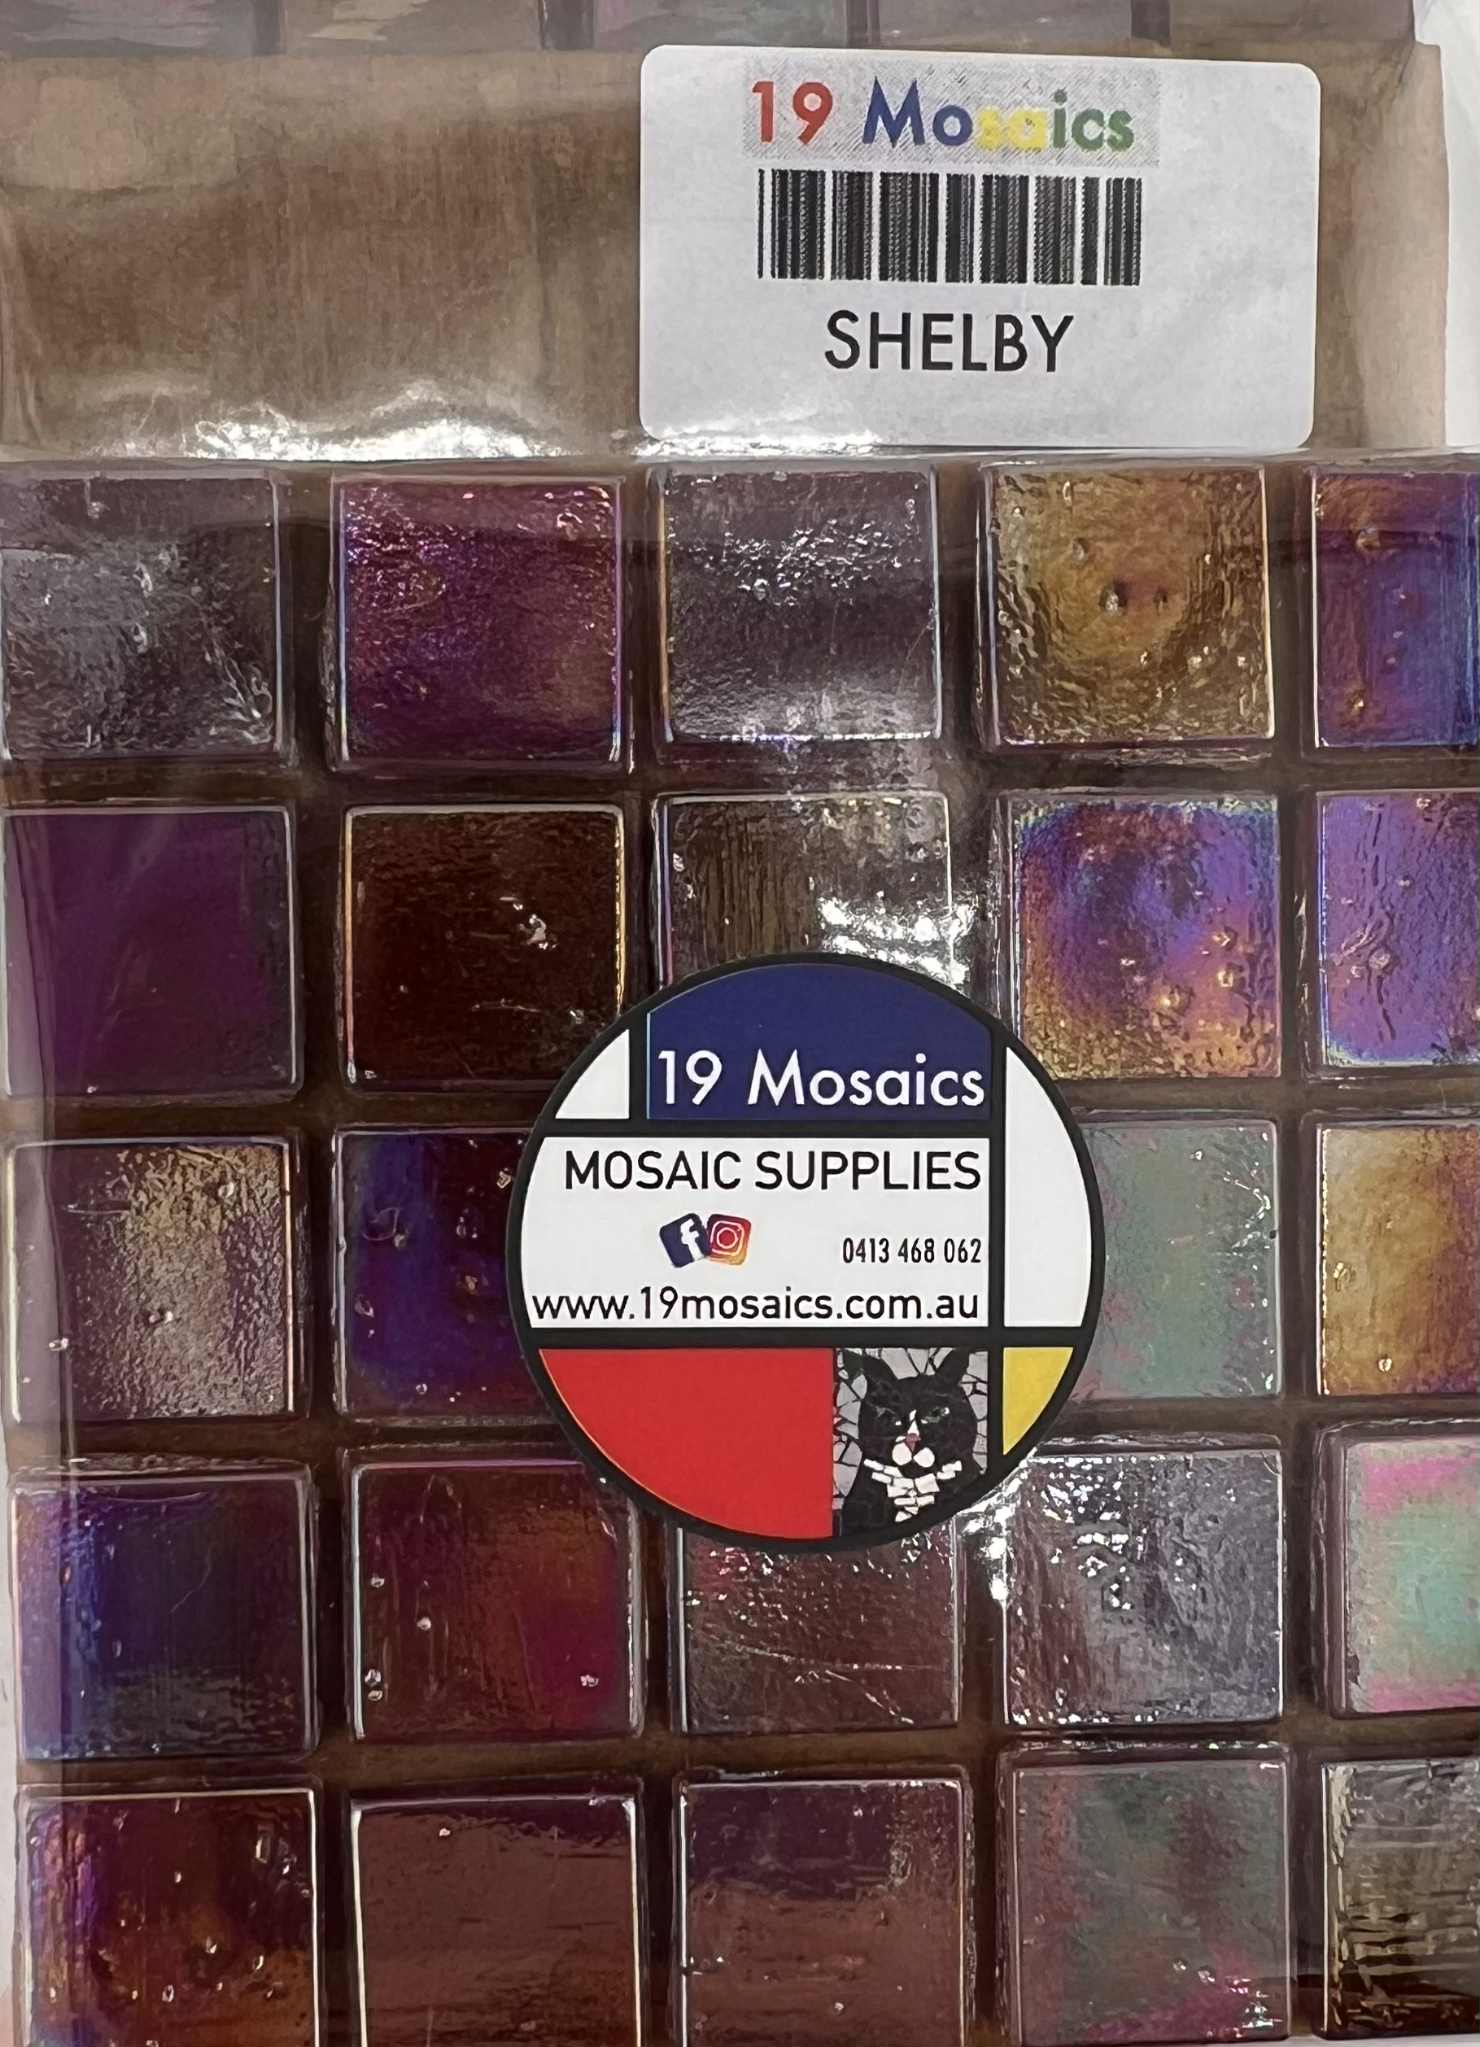 19 Mosaics
SHELBY
19 Mosaics
MOSAIC SUPPLIES
0413 468 062
www.19mosaics.com.au